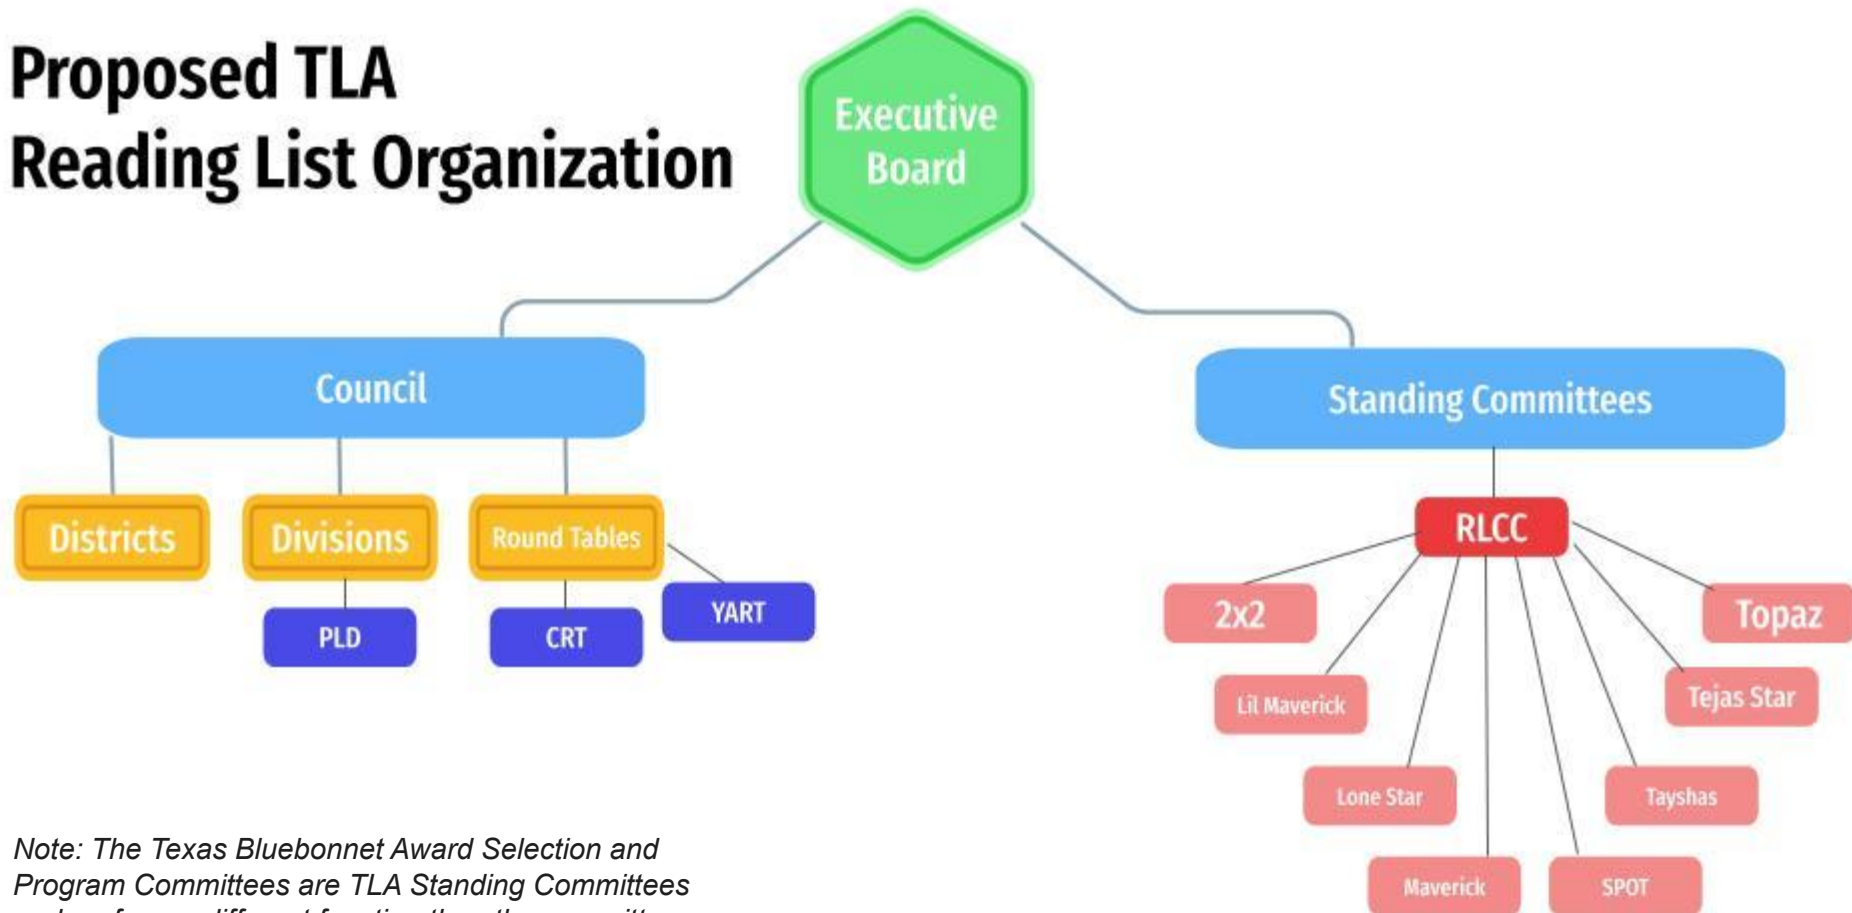 Proposed TLA
Reading List Organization
Executive
Board
Council
Standing Committees
Districts
Divisions
Round Tables
RLCC
PLD
CRT
YART
2x2
Topaz
Lil Maverick
Tejas Star
Lone Star
Tayshas
Maverick
SPOT
Note: The Texas Bluebonnet Award Selection and
Program Committees are TLA Standing Committees